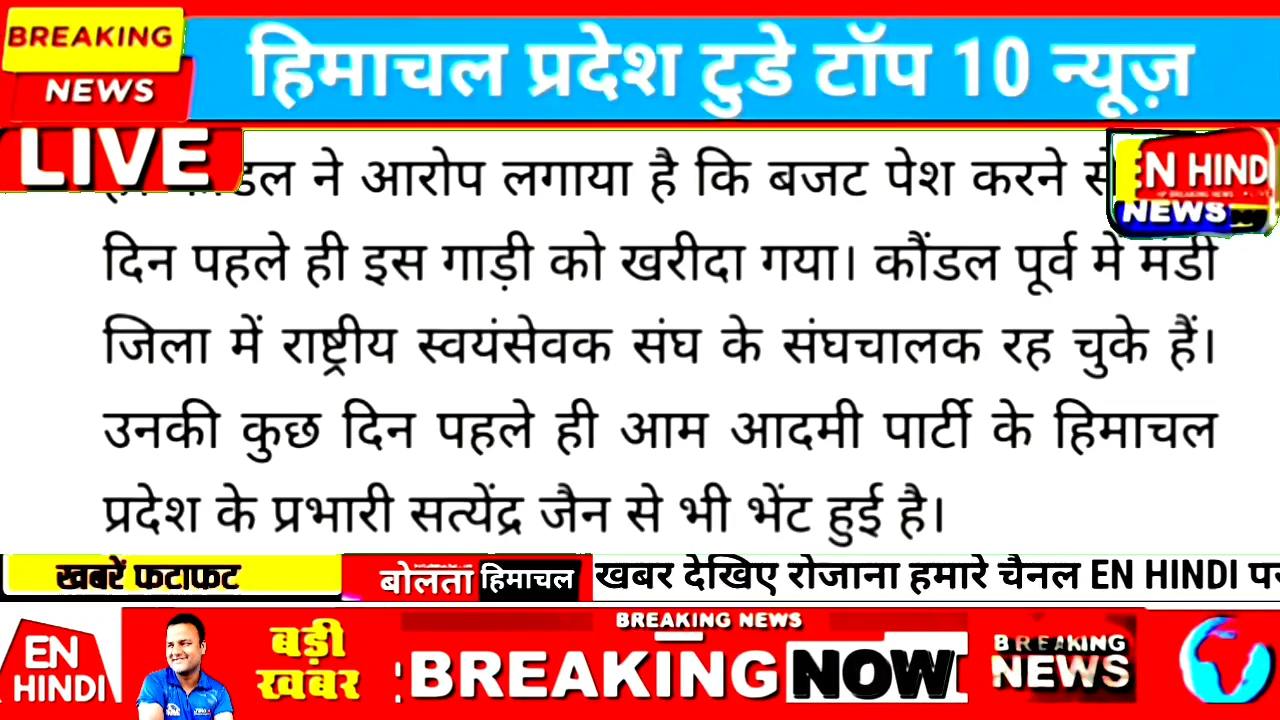 BREAKING
NEWS
हिमाचल प्रदेश टुडे टॉप 10 न्यूज़
LIVE
ने आरोप लगाया है कि बजट पेश करने से
EN HINDI
NEWS
दिन पहले ही इस गाड़ी को खरीदा गया। कौंडल पूर्व में मंडी
जिला में राष्ट्रीय स्वयंसेवक संघ के संघचालक रह चुके हैं।
उनकी कुछ दिन पहले ही आम आदमी पार्टी के हिमाचल
प्रदेश के प्रभारी सत्येंद्र जैन से भी भेंट हुई है।
खबरें फटाफट
बोलता हिमाचल
खबर देखिए रोजाना हमारे चैनल EN HINDI
EN
HINDI
बड़ी
खबर
BREAKING NEWS
BREAKING NOW
BREAKING
NEWS